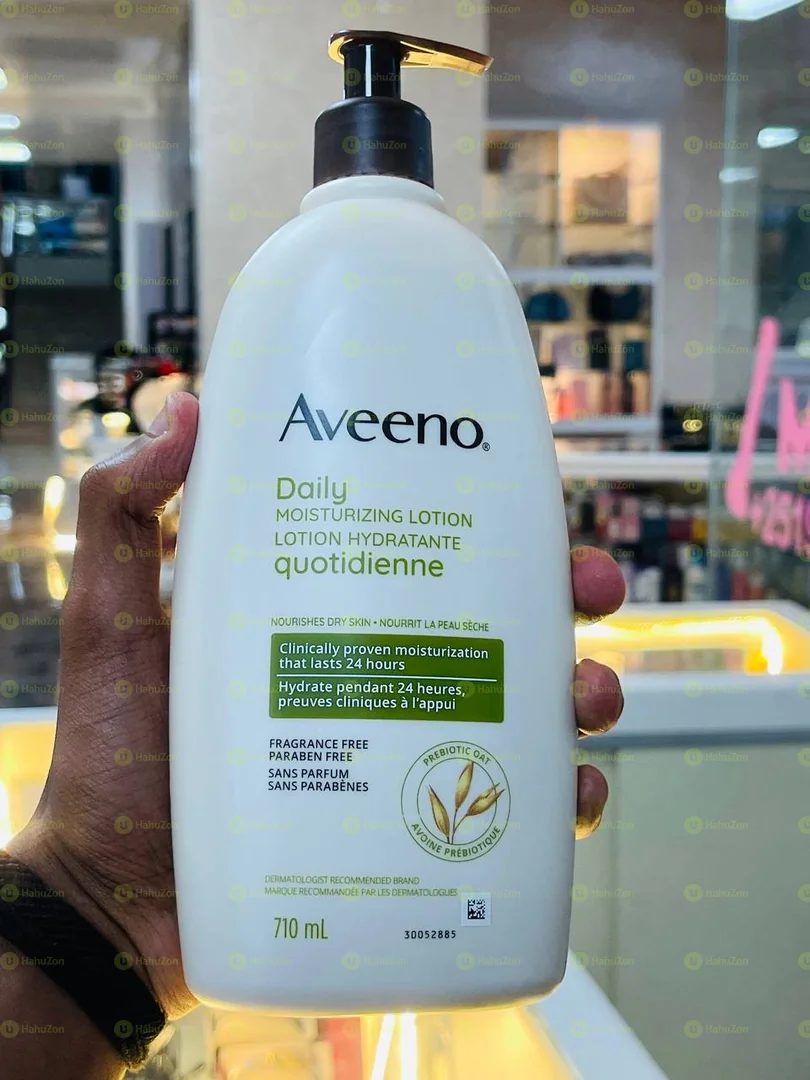 Aveeno®
Daily
MOISTURIZING LOTION
LOTION HYDRATANTE
quotidienne
NOURISHES DRY SKIN • NOURRIT LA PEAU SÈCHE
Clinically proven moisturization
that lasts 24 hours
Hydrate pendant 24 heures,
preuves cliniques à l'appui
FRAGRANCE FREE
PARABEN FREE
SANS PARFUM
SANS PARABÈNES
PREBIOTIC OAT
AVOINE PRÉBIOTIQUE
DERMATOLOGIST RECOMMENDED BRAND
MARQUE RECOMMANDÉE PAR LES DERMATOLOGUES
710 mL
30052885
HahuZon